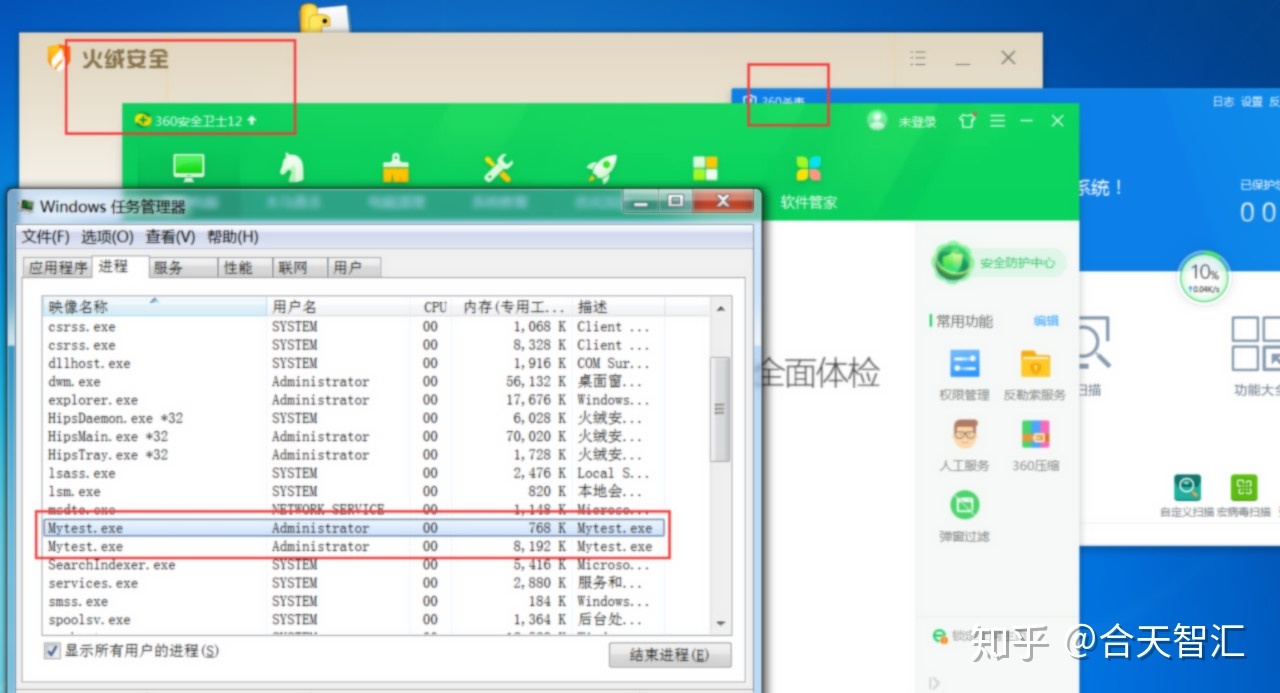 火绒安全
360杀毒
日志 设置 反
360安全卫士12
未登录
系统！
软件管家
00
10%
↑0.04K/s
Windows 任务管理器
文件(F) 选项(O) 查看(V) 帮助(H)
应用程序 进程 服务 性能 联网 用户
映像名称 用户名 CPU 内存(专用工... 描述
csrss.exe SYSTEM 00 1,068 K Client ...
csrss.exe SYSTEM 00 8,328 K Client ...
dllhost.exe SYSTEM 00 1,916 K COM Sur...
dwm.exe Administrator 00 56,132 K 桌面窗...
explorer.exe Administrator 00 17,676 K Windows...
HipsDaemon.exe *32 SYSTEM 00 6,028 K 火绒安...
HipsMain.exe *32 Administrator 00 70,020 K 火绒安...
HipsTray.exe *32 Administrator 00 1,728 K 火绒安...
lsass.exe SYSTEM 00 2,476 K Local S...
lsm.exe SYSTEM 00 820 K 本地会...
msdtc.exe NETWORK SERVICE 00 1,148 K Microso...
Mytest.exe Administrator 00 768 K Mytest.exe
Mytest.exe Administrator 00 8,192 K Mytest.exe
SearchIndexer.exe SYSTEM 00 5,416 K Microso...
services.exe SYSTEM 00 2,880 K 服务和...
smss.exe SYSTEM 00 184 K Windows...
spoolsv.exe SYSTEM 00 1,364 K 后台处...
显示所有用户的进程(S)
结束进程(E)
全面体检
安全防护中心
常用功能 编辑
权限管理 反勒索服务
人工服务 360压缩
弹窗过滤
扫描
功能大全
自定义扫描 宏病毒扫描
知乎 @合天智汇